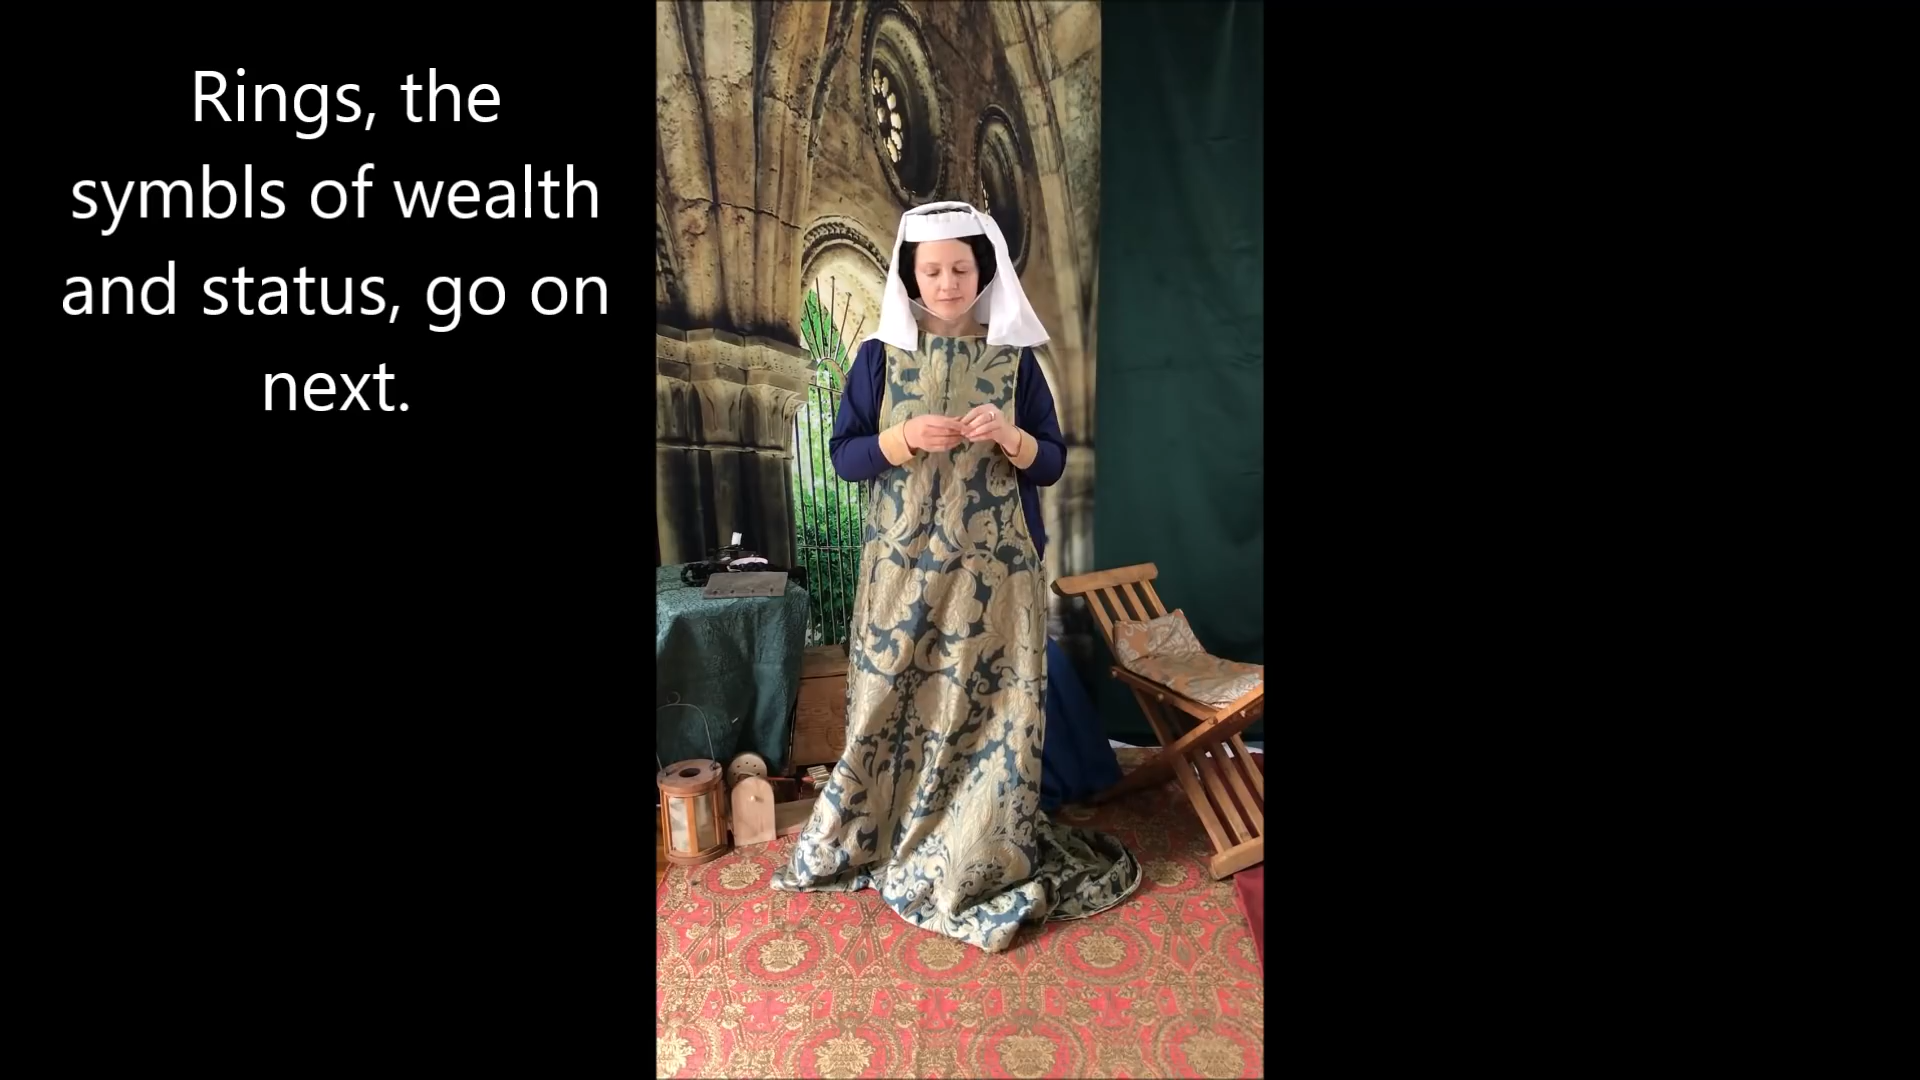 Rings, the
symbls of wealth
and status, go on
next.